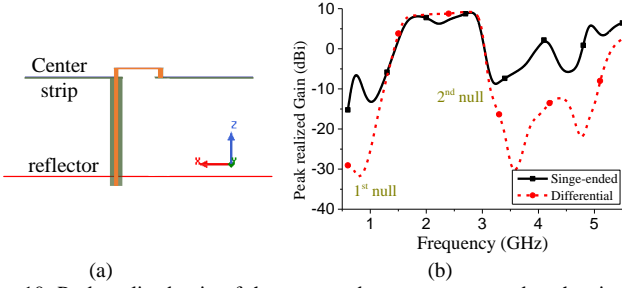 Center
strip
reflector
z
x
y
(a)
Peak realized Gain (dBi)
10
0
-10
-20
-30
-40
1st null
2nd null
Singe-ended
Differential
1
2
3
4
5
Frequency (GHz)
(b)